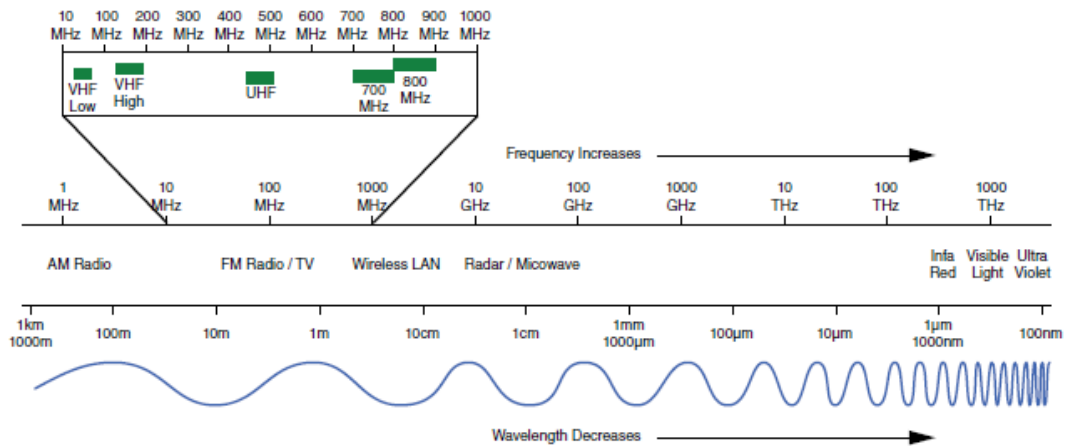 10 100 200 300 400 500 600 700 800 900 1000
MHz MHz MHz MHz MHz MHz MHz MHz MHz MHz MHz
VHF Low
VHF High
UHF
700 MHz
800 MHz
Frequency Increases
1 10 100 1000 10 100 1000 10 100 1000
MHz MHz MHz MHz GHz GHz GHz THz THz THz
AM Radio FM Radio / TV Wireless LAN Radar / Micowave Infa Red Visible Light Ultra Violet
1km 100m 10m 1m 10cm 1cm 1mm 100µm 10µm 1µm 100nm
1000m 1000µm 1000nm
Wavelength Decreases